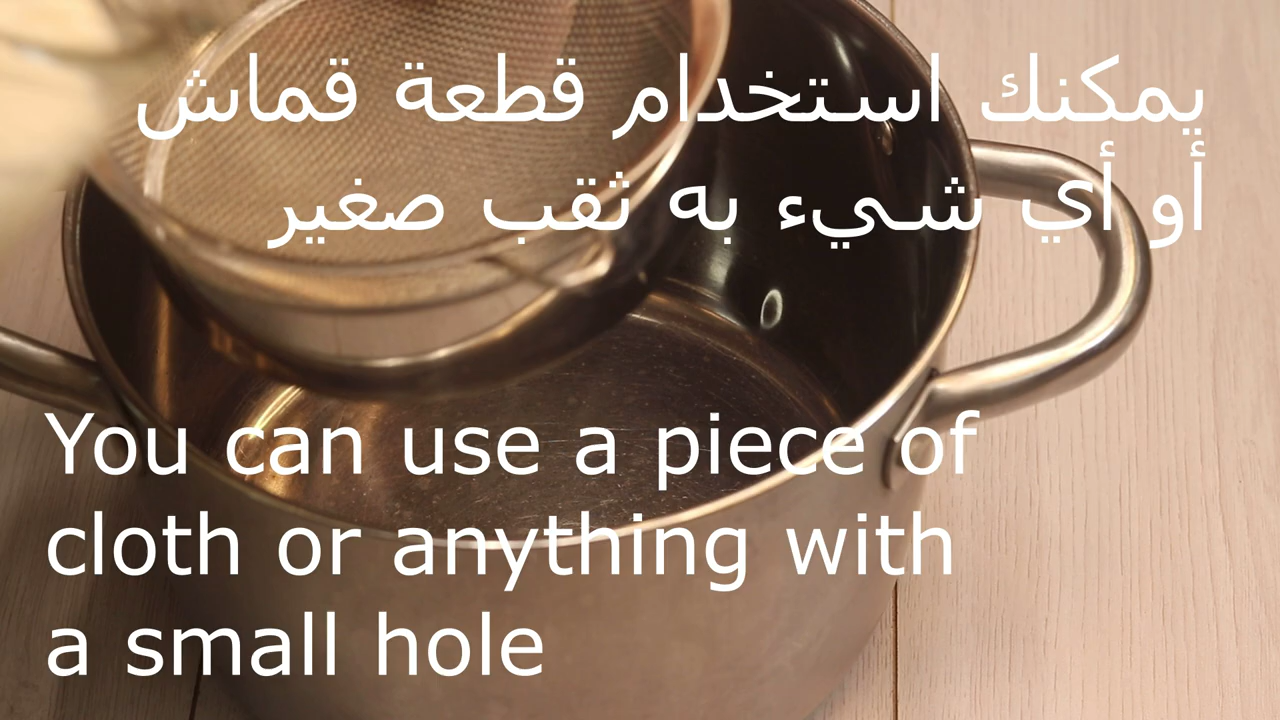 يمكنك استخدام قطعة قماش
أو أي شيء به ثقب صغير
You can use a piece of
cloth or anything with
a small hole